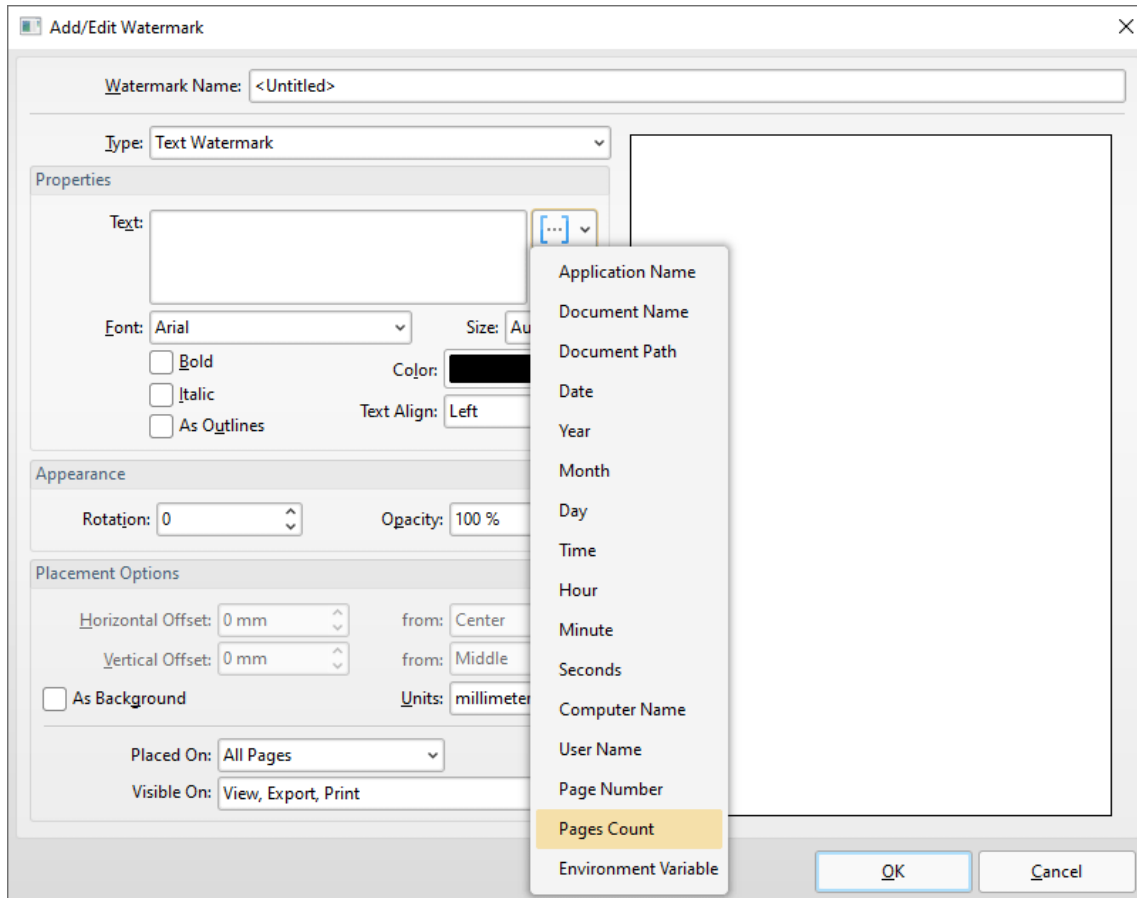 Add/Edit Watermark
Watermark Name: <Untitled>
Type: Text Watermark
Properties
Text:
Font: Arial
Size: Au
Bold
Color:
Italic
Text Align: Left
As Outlines
Appearance
Rotation: 0
Opacity: 100 %
Placement Options
Horizontal Offset: 0 mm
from: Center
Vertical Offset: 0 mm
from: Middle
As Background
Units: millimeter
Placed On: All Pages
Visible On: View, Export, Print
Application Name
Document Name
Document Path
Date
Year
Month
Day
Time
Hour
Minute
Seconds
Computer Name
User Name
Page Number
Pages Count
Environment Variable
OK
Cancel